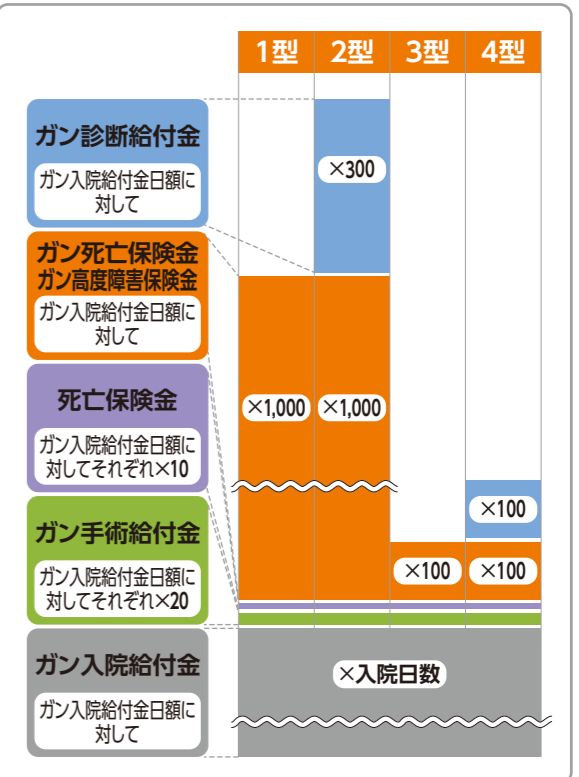 1型 2型 3型 4型
ガン診断給付金
ガン入院給付金日額に
対して
×300
ガン死亡保険金
ガン高度障害保険金
ガン入院給付金日額に
対して
死亡保険金
ガン入院給付金日額に
対してそれぞれ×10
×1,000 ×1,000
ガン手術給付金
ガン入院給付金日額に
対してそれぞれ×20
×100
×100 ×100
ガン入院給付金
ガン入院給付金日額に
対して
×入院日数